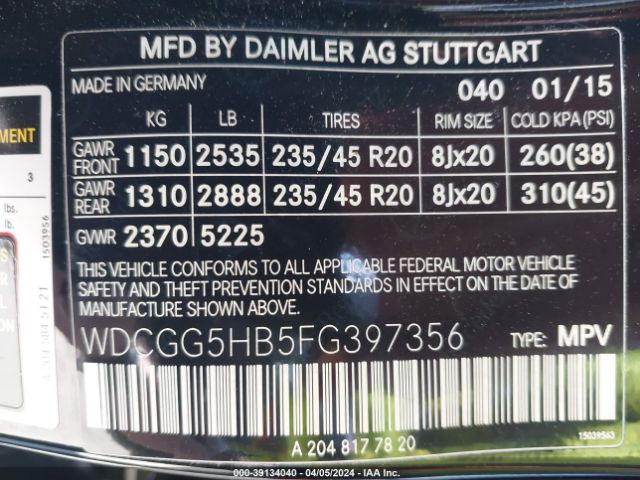 MFD BY DAIMLER AG STUTTGART
MADE IN GERMANY 040 01/15
KG LB TIRES RIM SIZE COLD KPA(PSI)
GAWR FRONT 1150 2535 235/45 R20 8Jx20 260(38)
GAWR REAR 1310 2888 235/45 R20 8Jx20 310(45)
GVWR 2370 5225
THIS VEHICLE CONFORMS TO ALL APPLICABLE FEDERAL MOTOR VEHICLE
SAFETY AND THEFT PREVENTION STANDARDS IN EFFECT ON THE DATE OF
MANUFACTURE SHOWN ABOVE.
WDCGG5HB5FG397356 TYPE: MPV
A 204 817 78 20
15039563
3
lbs.
lb.
1503956
000-39134040 - 04/05/2024 - IAA Inc.